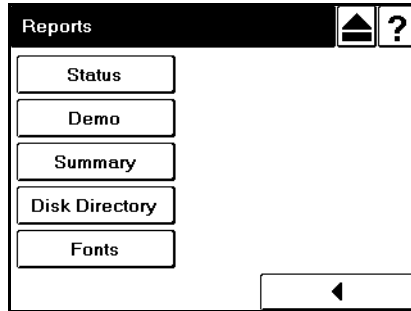 Reports ?
Status
Demo
Summary
Disk Directory
Fonts